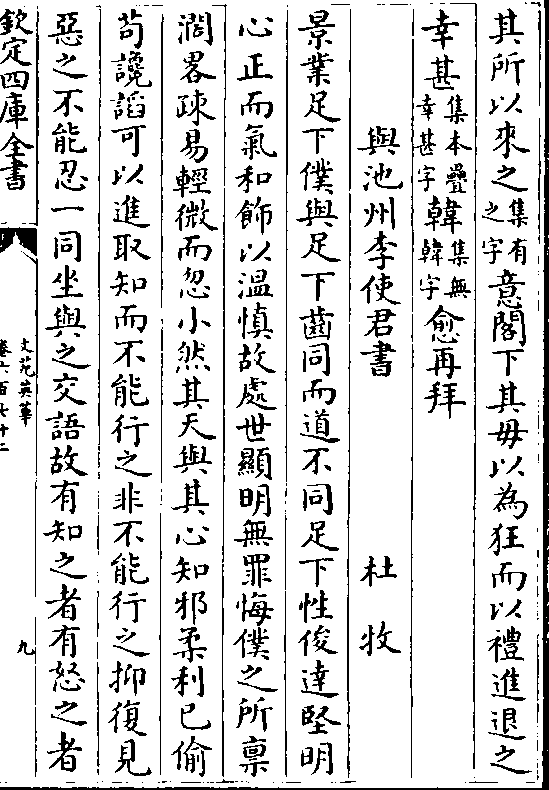 其所以來之集有之字意閣下其毋以為狂而以禮進退之
幸甚集本疊幸甚字韓集無韓字愈再拜
與池州李使君書 杜牧
景業足下僕與足下齒同而道不同足下性俊達堅明
心正而氣和飾以温慎故處世顯明無罪悔僕之所稟
濶畧疎易輕微而忽小然其天與其心知邪柔利已偷
苟讒諂可以進取知而不能行之非不能行之抑復見
惡之不能忍一同坐與之交語故有知之者有怒之者
欽定四庫全書
文苑英華
卷六百七十二
九